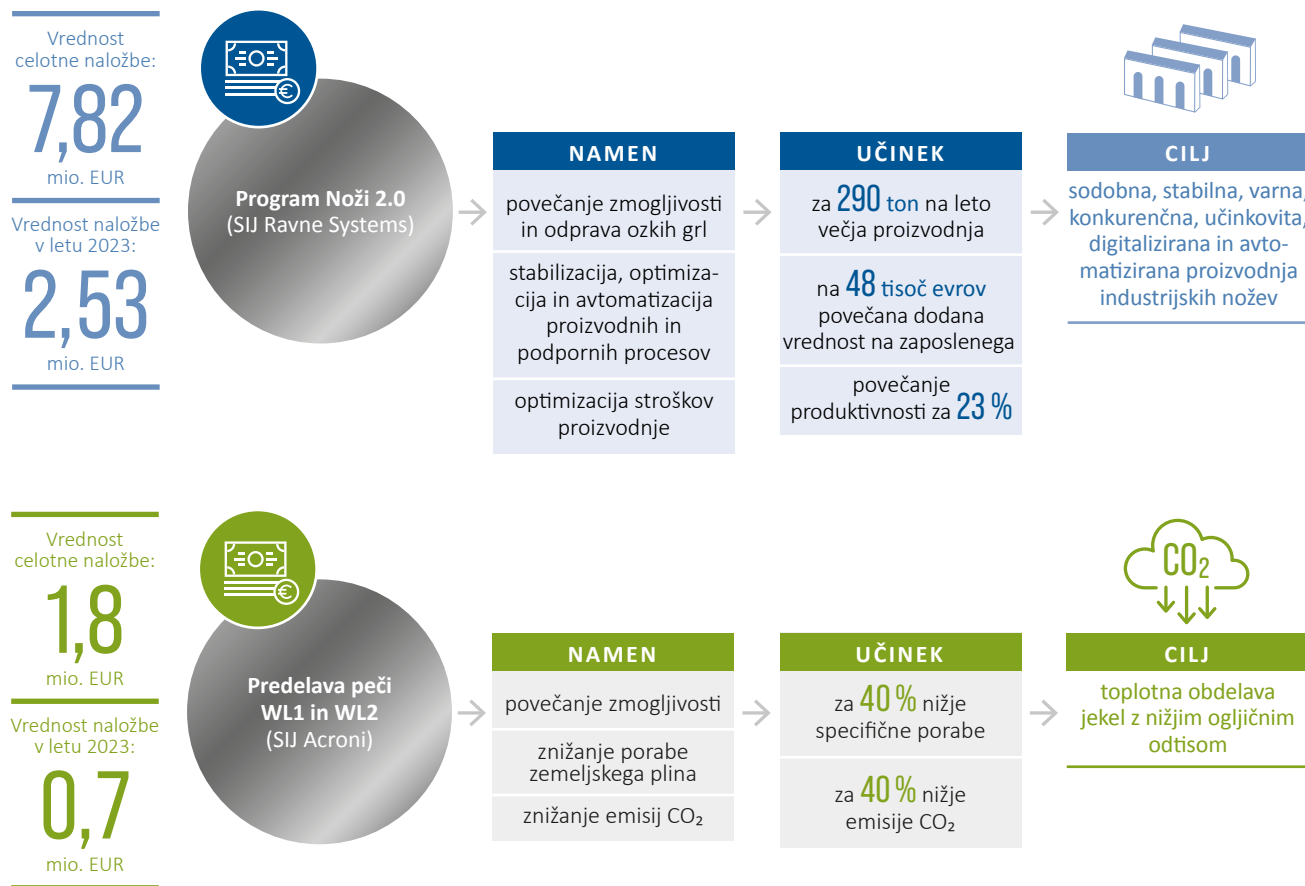 Vrednost
celotne naložbe:
7,82
mio. EUR
Vrednost naložbe
v letu 2023:
2,53
mio. EUR
Program Noži 2.0
(SIJ Ravne Systems)
NAMEN
povečanje zmogljivosti
in odprava ozkih grl
stabilizacija, optimiza-
cija in avtomatizacija
proizvodnih in
podpornih procesov
optimizacija stroškov
proizvodnje
UČINEK
za 290 ton na leto
večja proizvodnja
na 48 tisoč evrov
povečana dodana
vrednost na zaposlenega
povečanje
produktivnosti za 23 %
CILJ
sodobna, stabilna, varna,
konkurenčna, učinkovita,
digitalizirana in avto-
matizirana proizvodnja
industrijskih nožev
Vrednost
celotne naložbe:
1,8
mio. EUR
Vrednost naložbe
v letu 2023:
0,7
mio. EUR
Predelava peči
WL1 in WL2
(SIJ Acroni)
NAMEN
povečanje zmogljivosti
znižanje porabe
zemeljskega plina
znižanje emisij CO₂
UČINEK
za 40 % nižje
specifične porabe
za 40 % nižje
emisije CO₂
CO₂
CILJ
toplotna obdelava
jekel z nižjim ogljičnim
odtisom